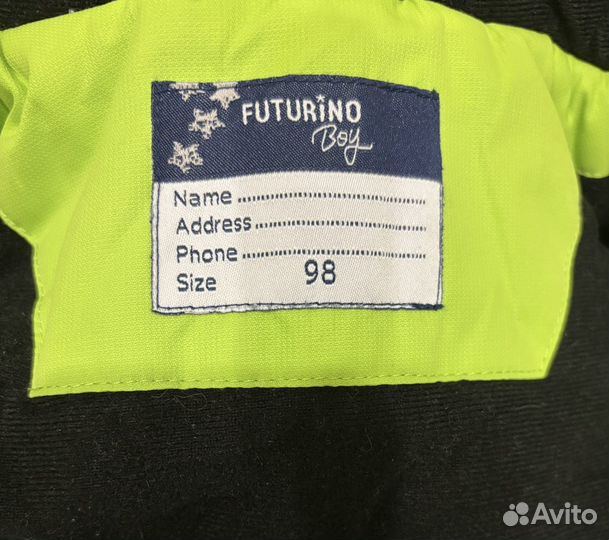 FUTURINO
Boy
Name ....................
Address ....................
Phone ....................
Size 98
Avito